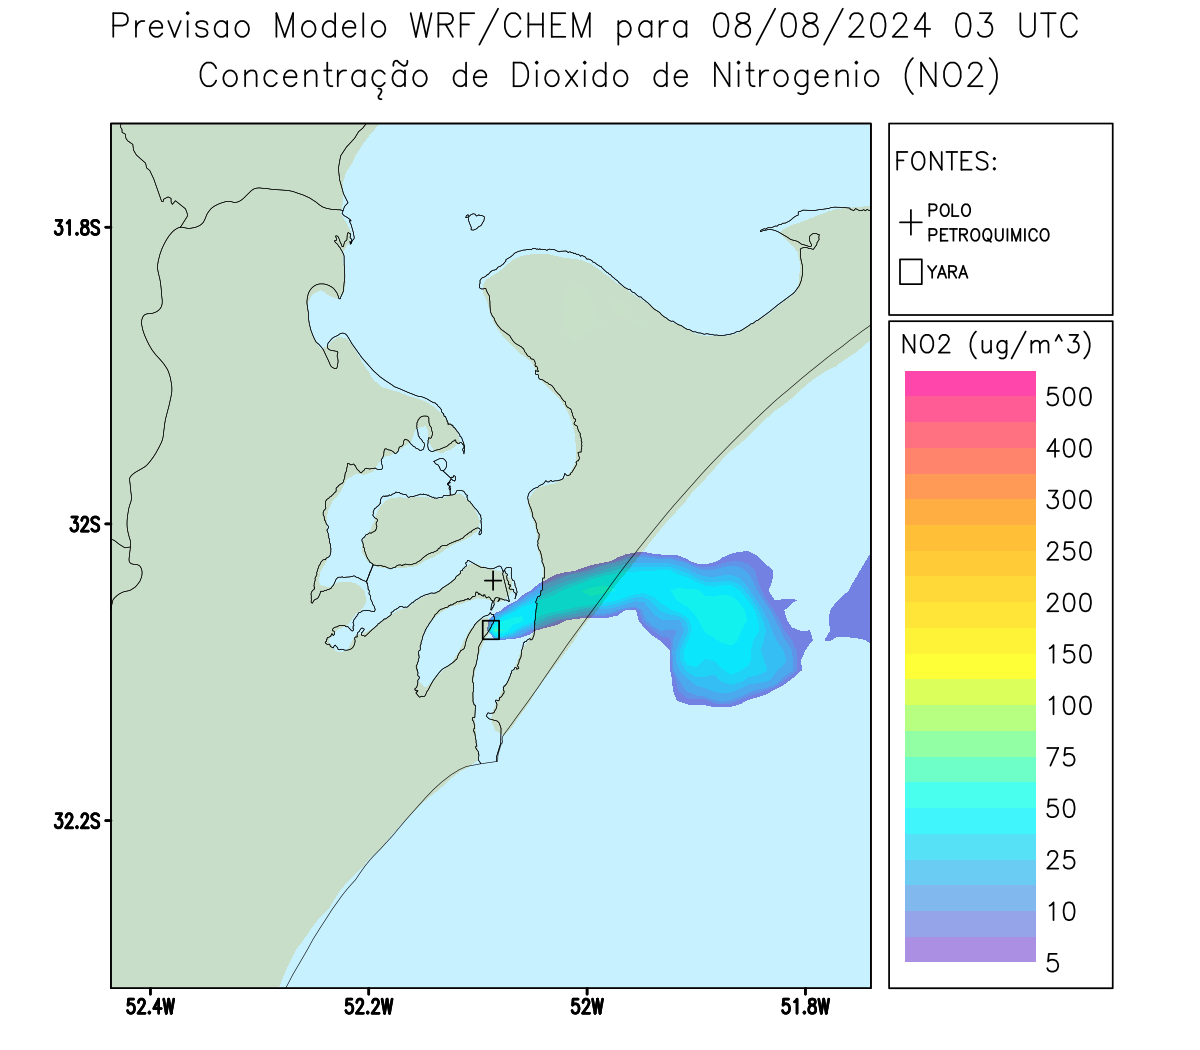 Previsao Modelo WRF/CHEM para 08/08/2024 03 UTC
Concentração de Dioxido de Nitrogenio (NO2)
FONTES:
POLO
PETROQUIMICO
YARA
NO2 (ug/m^3)
500
400
300
250
200
150
100
75
50
25
10
5
31.8S
32S
32.2S
52.4W
52.2W
52W
51.8W